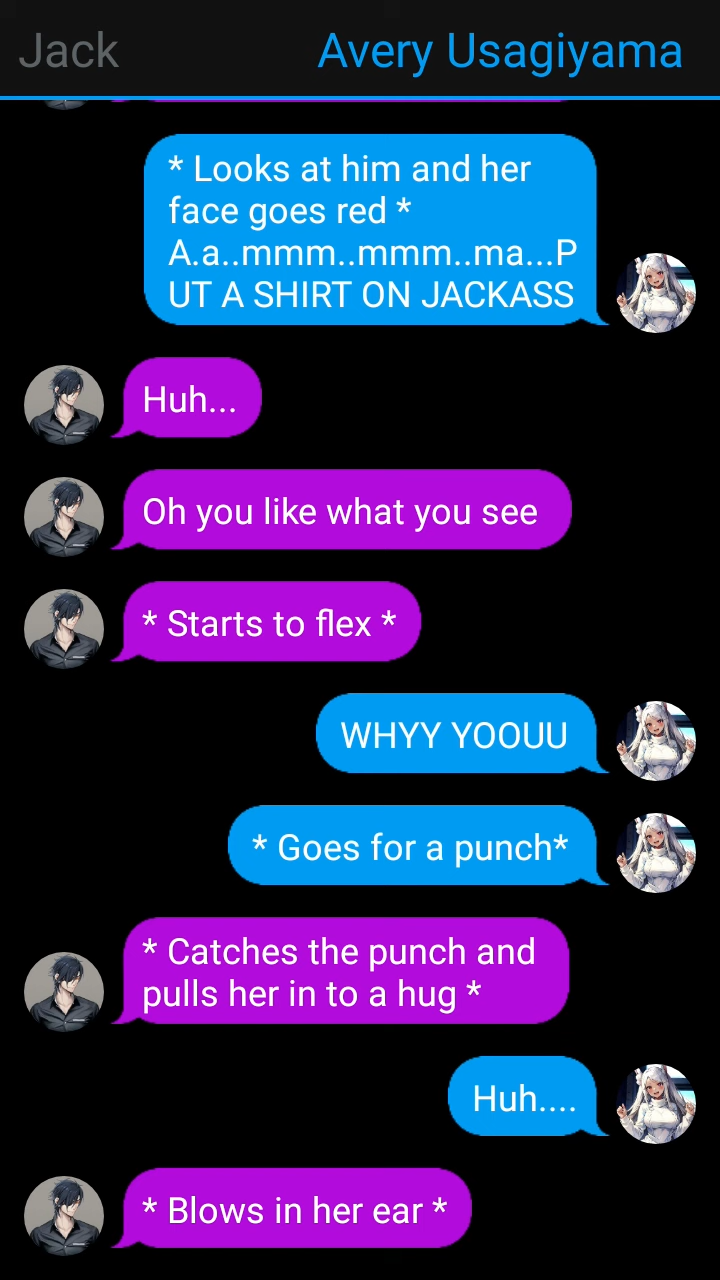 Jack
Avery Usagiyama
* Looks at him and her
face goes red *
A.a..mmm..mmm..ma...P
UT A SHIRT ON JACKASS
Huh...
Oh you like what you see
* Starts to flex *
WHYY YOOUU
* Goes for a punch*
* Catches the punch and
pulls her in to a hug *
Huh....
* Blows in her ear *